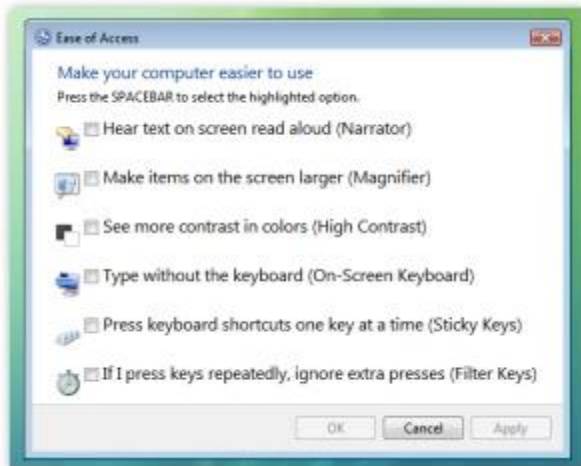 Ease of Access
Make your computer easier to use
Press the SPACEBAR to select the highlighted option.
Hear text on screen read aloud (Narrator)
Make items on the screen larger (Magnifier)
See more contrast in colors (High Contrast)
Type without the keyboard (On-Screen Keyboard)
Press keyboard shortcuts one key at a time (Sticky Keys)
If I press keys repeatedly, ignore extra presses (Filter Keys)
OK Cancel Apply